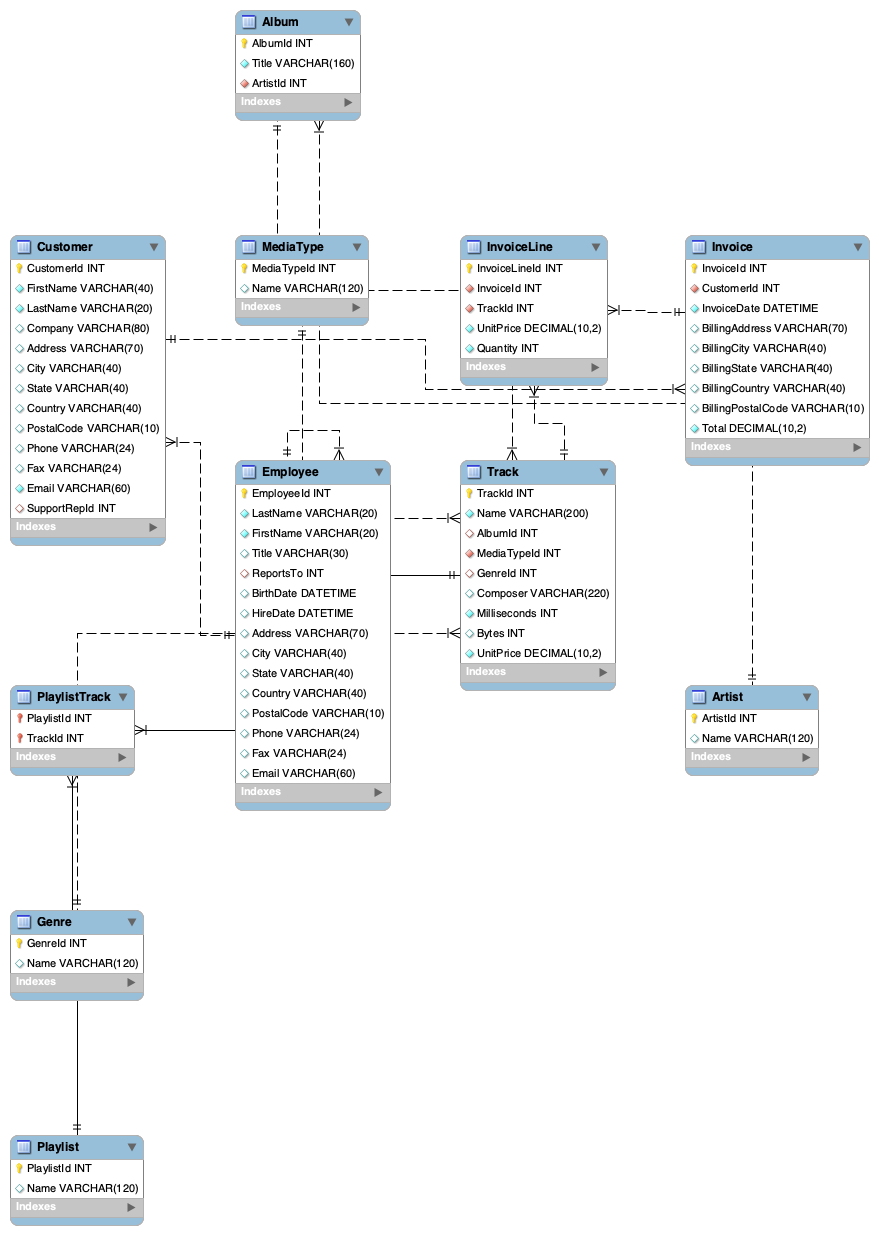 Album
AlbumId INT
Title VARCHAR(160)
ArtistId INT
Indexes
Customer
CustomerId INT
FirstName VARCHAR(40)
LastName VARCHAR(20)
Company VARCHAR(80)
Address VARCHAR(70)
City VARCHAR(40)
State VARCHAR(40)
Country VARCHAR(40)
PostalCode VARCHAR(10)
Phone VARCHAR(24)
Fax VARCHAR(24)
Email VARCHAR(60)
SupportRepId INT
Indexes
MediaType
MediaTypeId INT
Name VARCHAR(120)
Indexes
InvoiceLine
InvoiceLineId INT
InvoiceId INT
TrackId INT
UnitPrice DECIMAL(10,2)
Quantity INT
Indexes
Invoice
InvoiceId INT
CustomerId INT
InvoiceDate DATETIME
BillingAddress VARCHAR(70)
BillingCity VARCHAR(40)
BillingState VARCHAR(40)
BillingCountry VARCHAR(40)
BillingPostalCode VARCHAR(10)
Total DECIMAL(10,2)
Indexes
Employee
EmployeeId INT
LastName VARCHAR(20)
FirstName VARCHAR(20)
Title VARCHAR(30)
ReportsTo INT
BirthDate DATETIME
HireDate DATETIME
Address VARCHAR(70)
City VARCHAR(40)
State VARCHAR(40)
Country VARCHAR(40)
PostalCode VARCHAR(10)
Phone VARCHAR(24)
Fax VARCHAR(24)
Email VARCHAR(60)
Indexes
Track
TrackId INT
Name VARCHAR(200)
AlbumId INT
MediaTypeId INT
GenreId INT
Composer VARCHAR(220)
Milliseconds INT
Bytes INT
UnitPrice DECIMAL(10,2)
Indexes
PlaylistTrack
PlaylistId INT
TrackId INT
Indexes
Artist
ArtistId INT
Name VARCHAR(120)
Indexes
Genre
GenreId INT
Name VARCHAR(120)
Indexes
Playlist
PlaylistId INT
Name VARCHAR(120)
Indexes